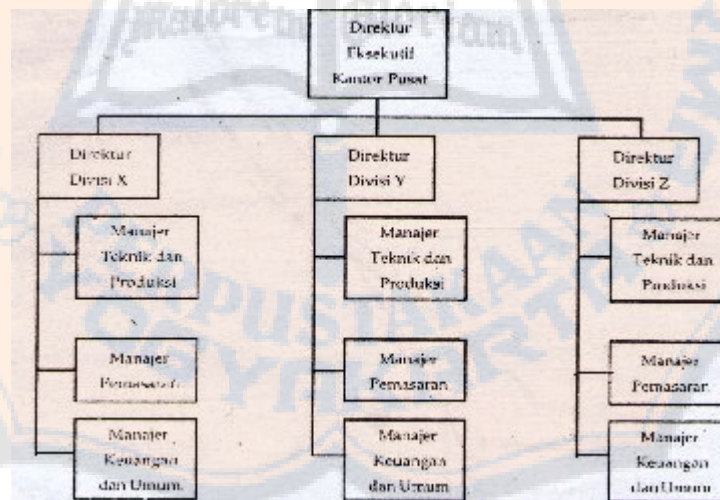 Direktur
Eksekutif
Kantor Pusat
Direktur
Divisi X
Direktur
Divisi Y
Direktur
Divisi Z
Manajer
Teknik dan
Produksi
Manajer
Teknik dan
Produksi
Manajer
Teknik dan
Produksi
Manajer
Pemasaran
Manajer
Pemasaran
Manajer
Pemasaran
Manajer
Keuangan
dan Umum
Manajer
Keuangan
dan Umum
Manajer
Keuangan
dan Umum
PERPUSTAKAAN
YOGYAKARTA